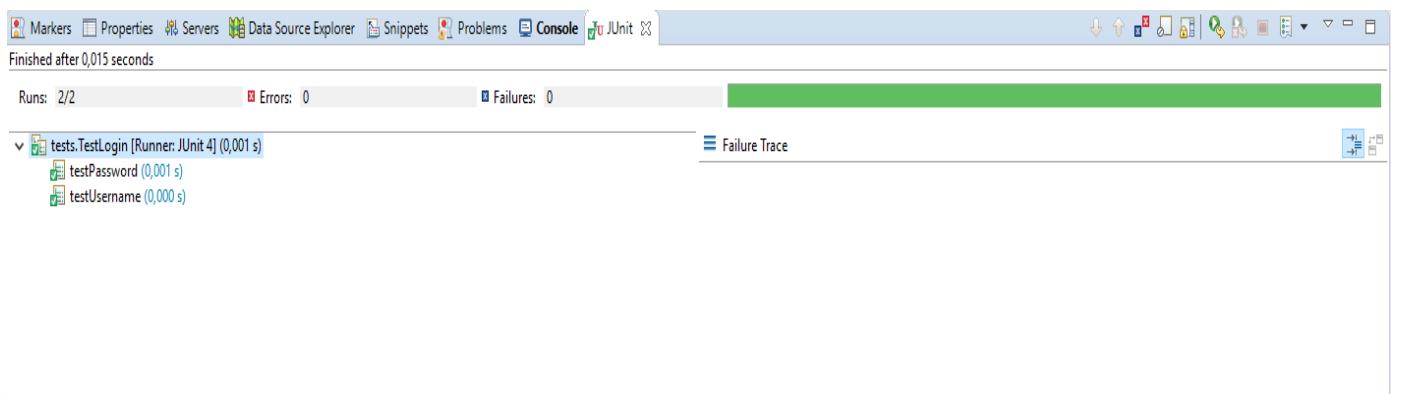 Markers Properties Servers Data Source Explorer Snippets Problems Console JUnit
Finished after 0,015 seconds
Runs: 2/2 Errors: 0 Failures: 0
tests.TestLogin [Runner: JUnit 4] (0,001 s)
Failure Trace
testPassword (0,001 s)
testUsername (0,000 s)